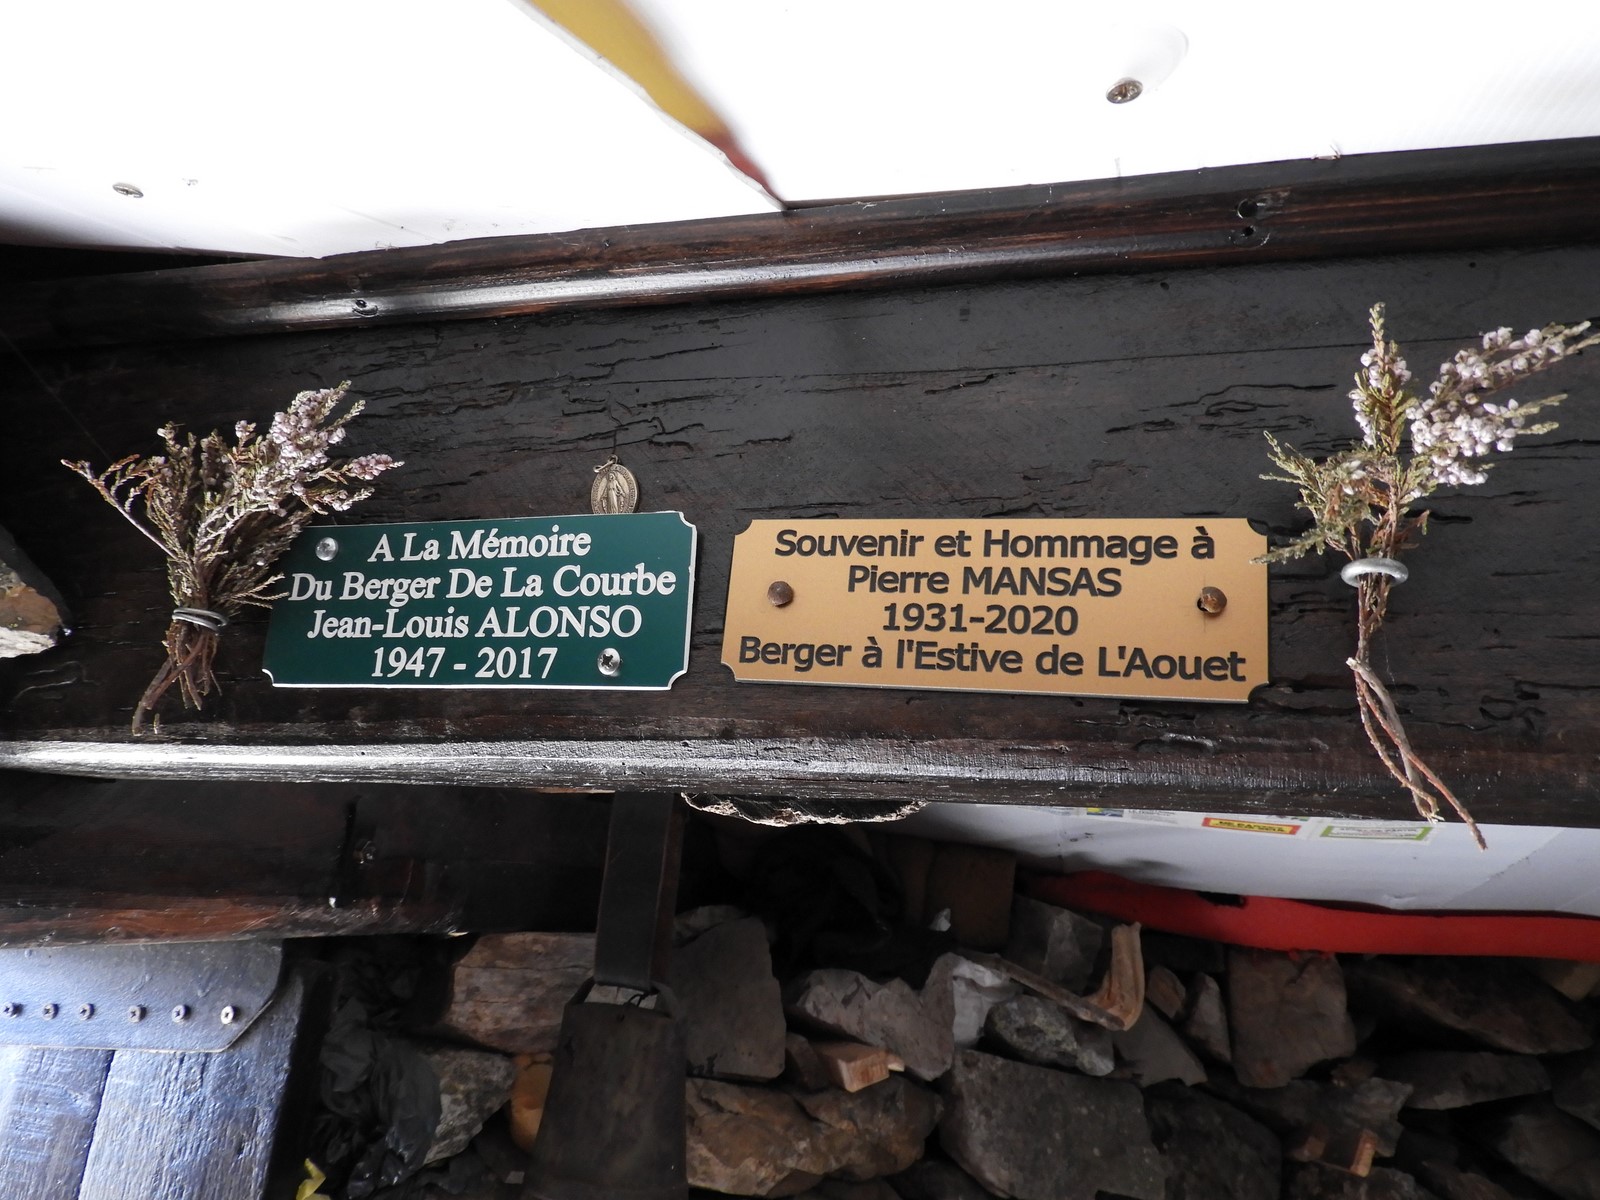 A La Mémoire
Du Berger De La Courbe
Jean-Louis ALONSO
1947 - 2017
Souvenir et Hommage à
Pierre MANSAS
1931-2020
Berger à l'Estive de L'Aouet